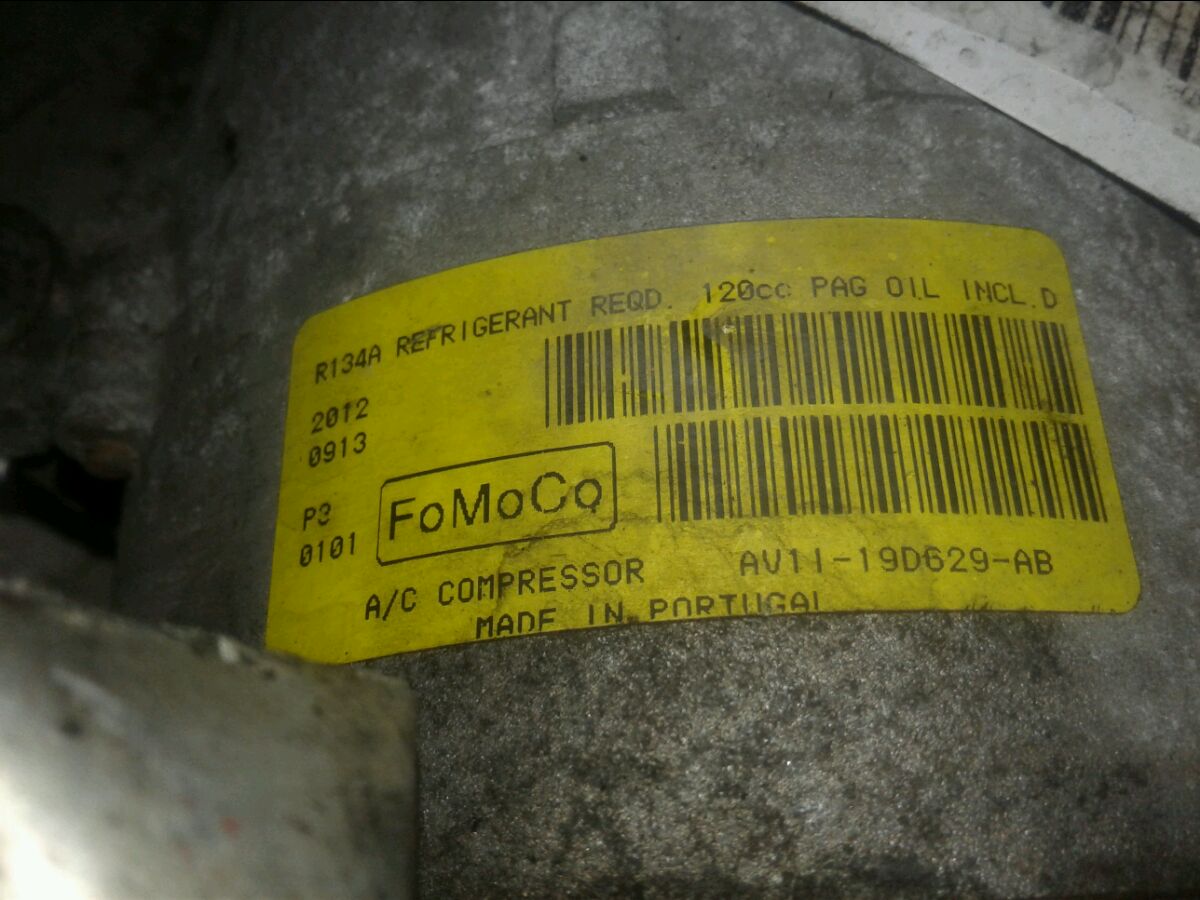 R134A REFRIGERANT REQD. 120cc PAG OIL INCL.D
2012
0913
P3
0101
FoMoCo
A/C COMPRESSOR
AV11-19D629-AB
MADE IN PORTUGAL